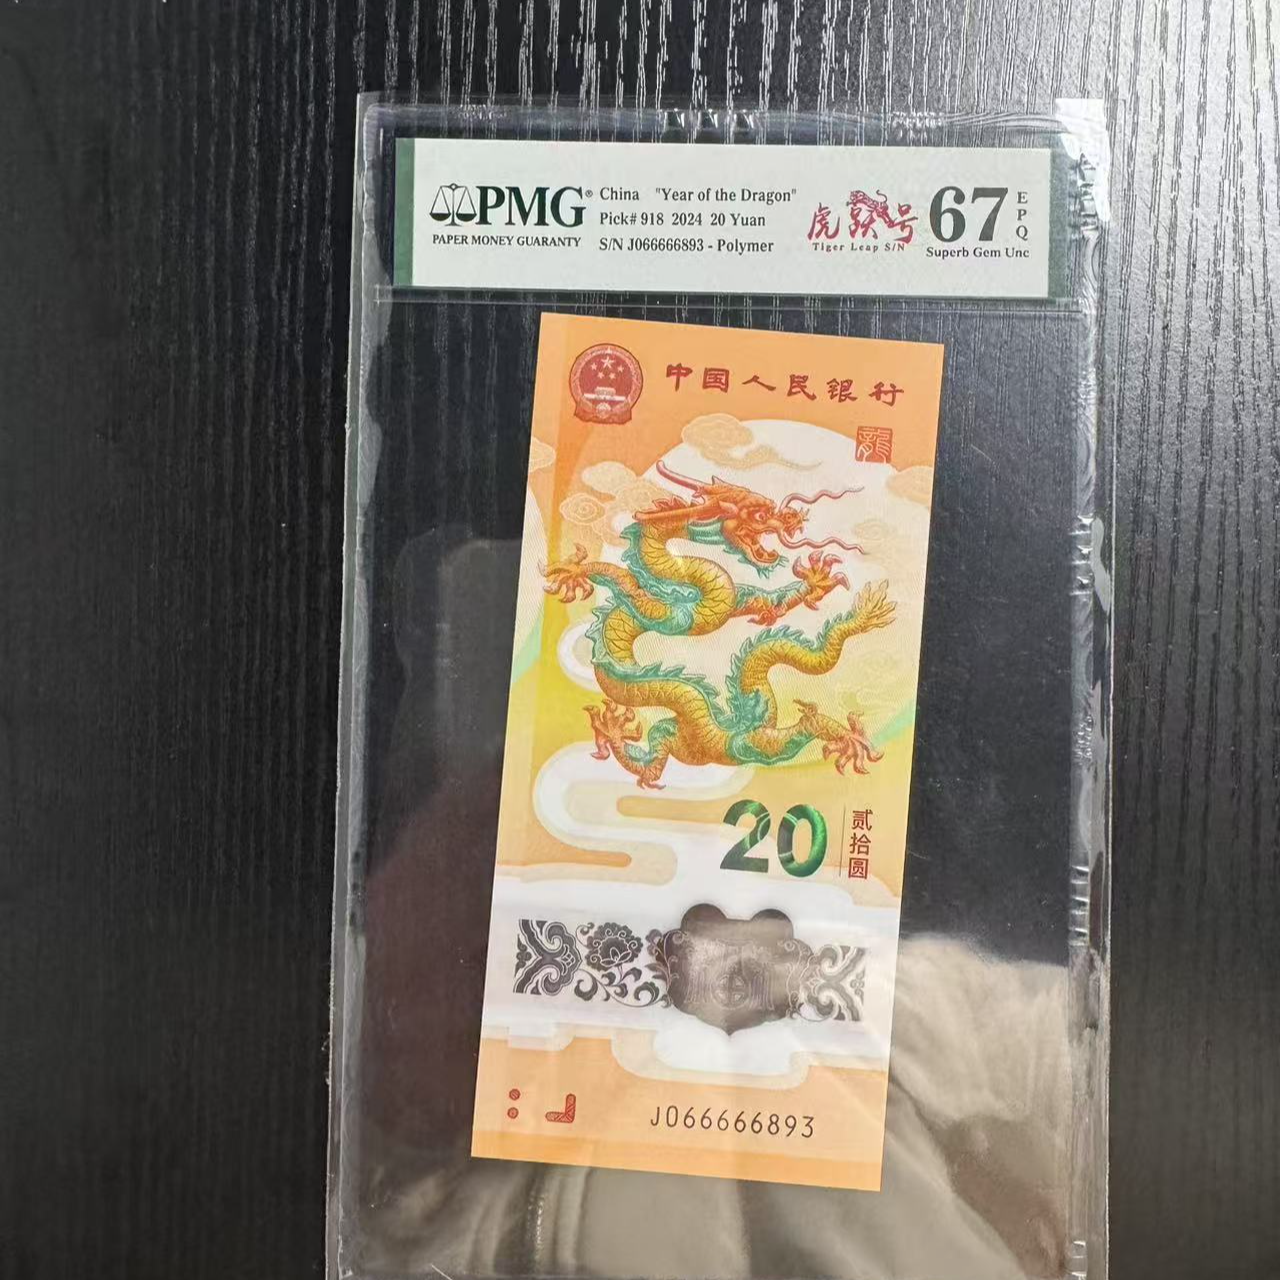 PMG®
PAPER MONEY GUARANTY
China "Year of the Dragon"
Pick# 918 2024 20 Yuan
S/N J066666893 - Polymer
虎跃号
Tiger Leap S/N
67
EPQ
Superb Gem Unc
中国人民银行
龍
20
贰拾圆
J066666893